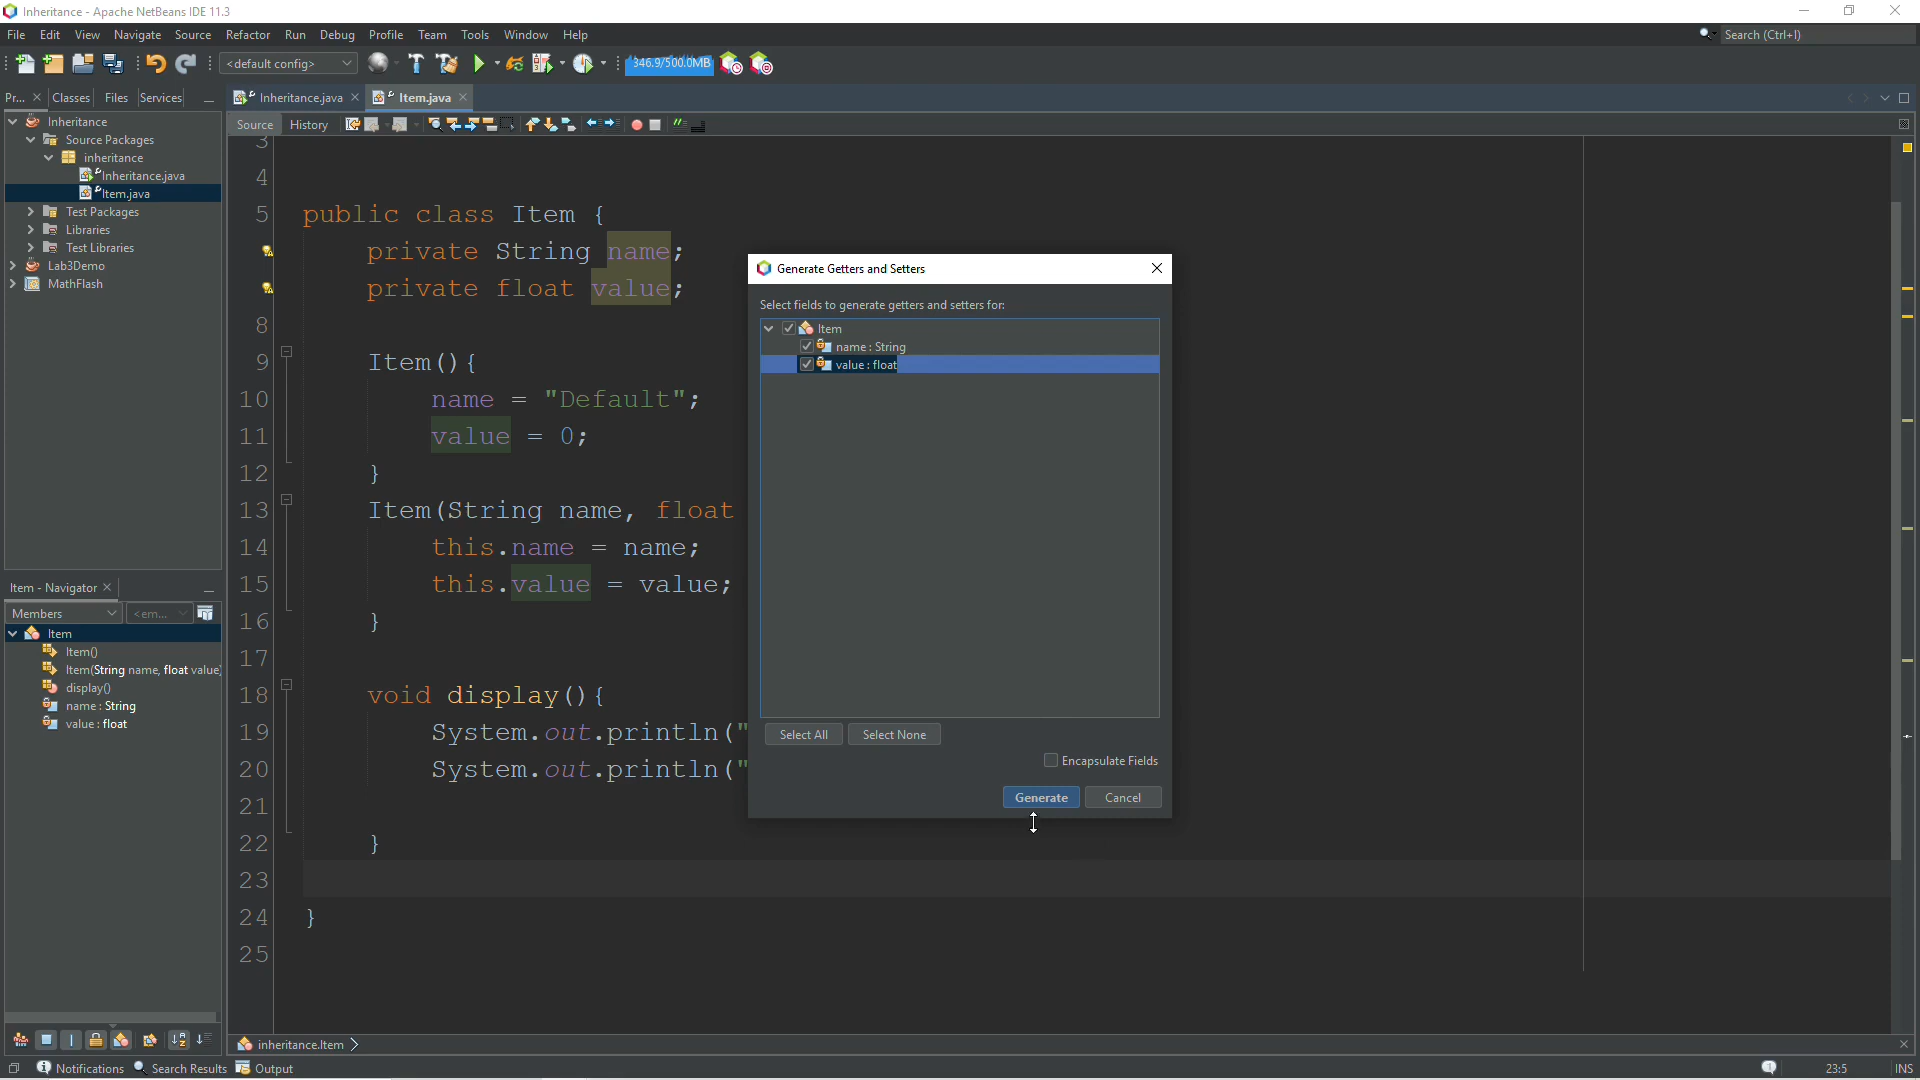 Inheritance - Apache NetBeans IDE 11.3
File Edit View Navigate Source Refactor Run Debug Profile Team Tools Window Help
Search (Ctrl+I)
<default config>
346.9/500.0MB
Pr... Classes Files Services
Inheritance.java Item.java
Source History
Inheritance
Source Packages
inheritance
Inheritance.java
Item.java
Test Packages
Libraries
Test Libraries
Lab3Demo
MathFlash
Item - Navigator
Members <em...
Item
Item()
Item(String name, float value)
display()
name : String
value : float
3
4
5 public class Item {
private String name;
private float value;
8
9 Item(){
10 name = "Default";
11 value = 0;
12 }
13 Item(String name, float
14 this.name = name;
15 this.value = value;
16 }
17
18 void display(){
19 System.out.println("
20 System.out.println("
21
22 }
23
24 }
25
Generate Getters and Setters
Select fields to generate getters and setters for:
Item
name : String
value : float
Select All Select None
Encapsulate Fields
Generate Cancel
inheritance.Item
Notifications Search Results Output
23:5 INS